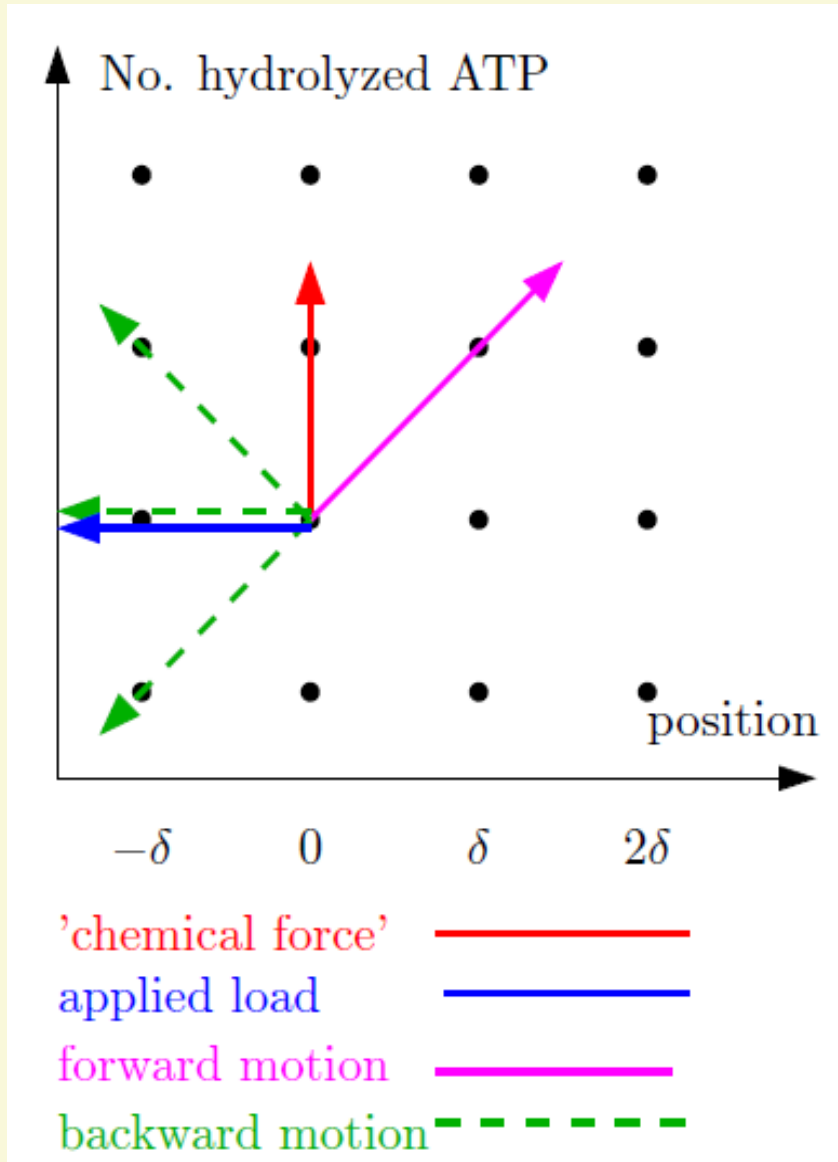 No. hydrolyzed ATP
position
−δ 0 δ 2δ
’chemical force’
applied load
forward motion
backward motion